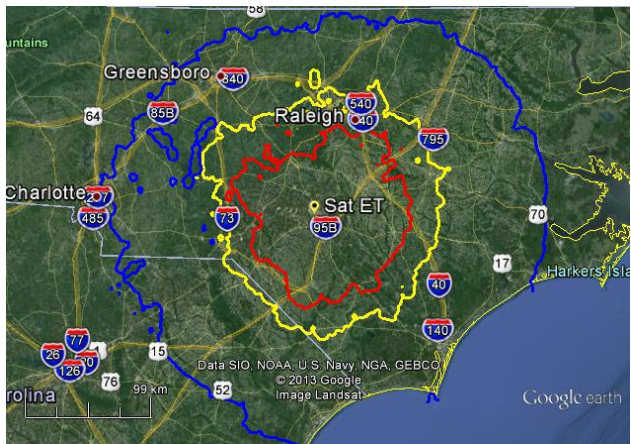 58
untains
Greensboro
840
64
85B
540
Raleigh
40
795
Charlotte
485
73
Sat ET
95B
70
17
Harkers Isla
40
140
77
26
20
126
15
76
rolina
52
99 km
Data SIO, NOAA, U.S. Navy, NGA, GEBCO
© 2013 Google
Image Landsat
Google earth